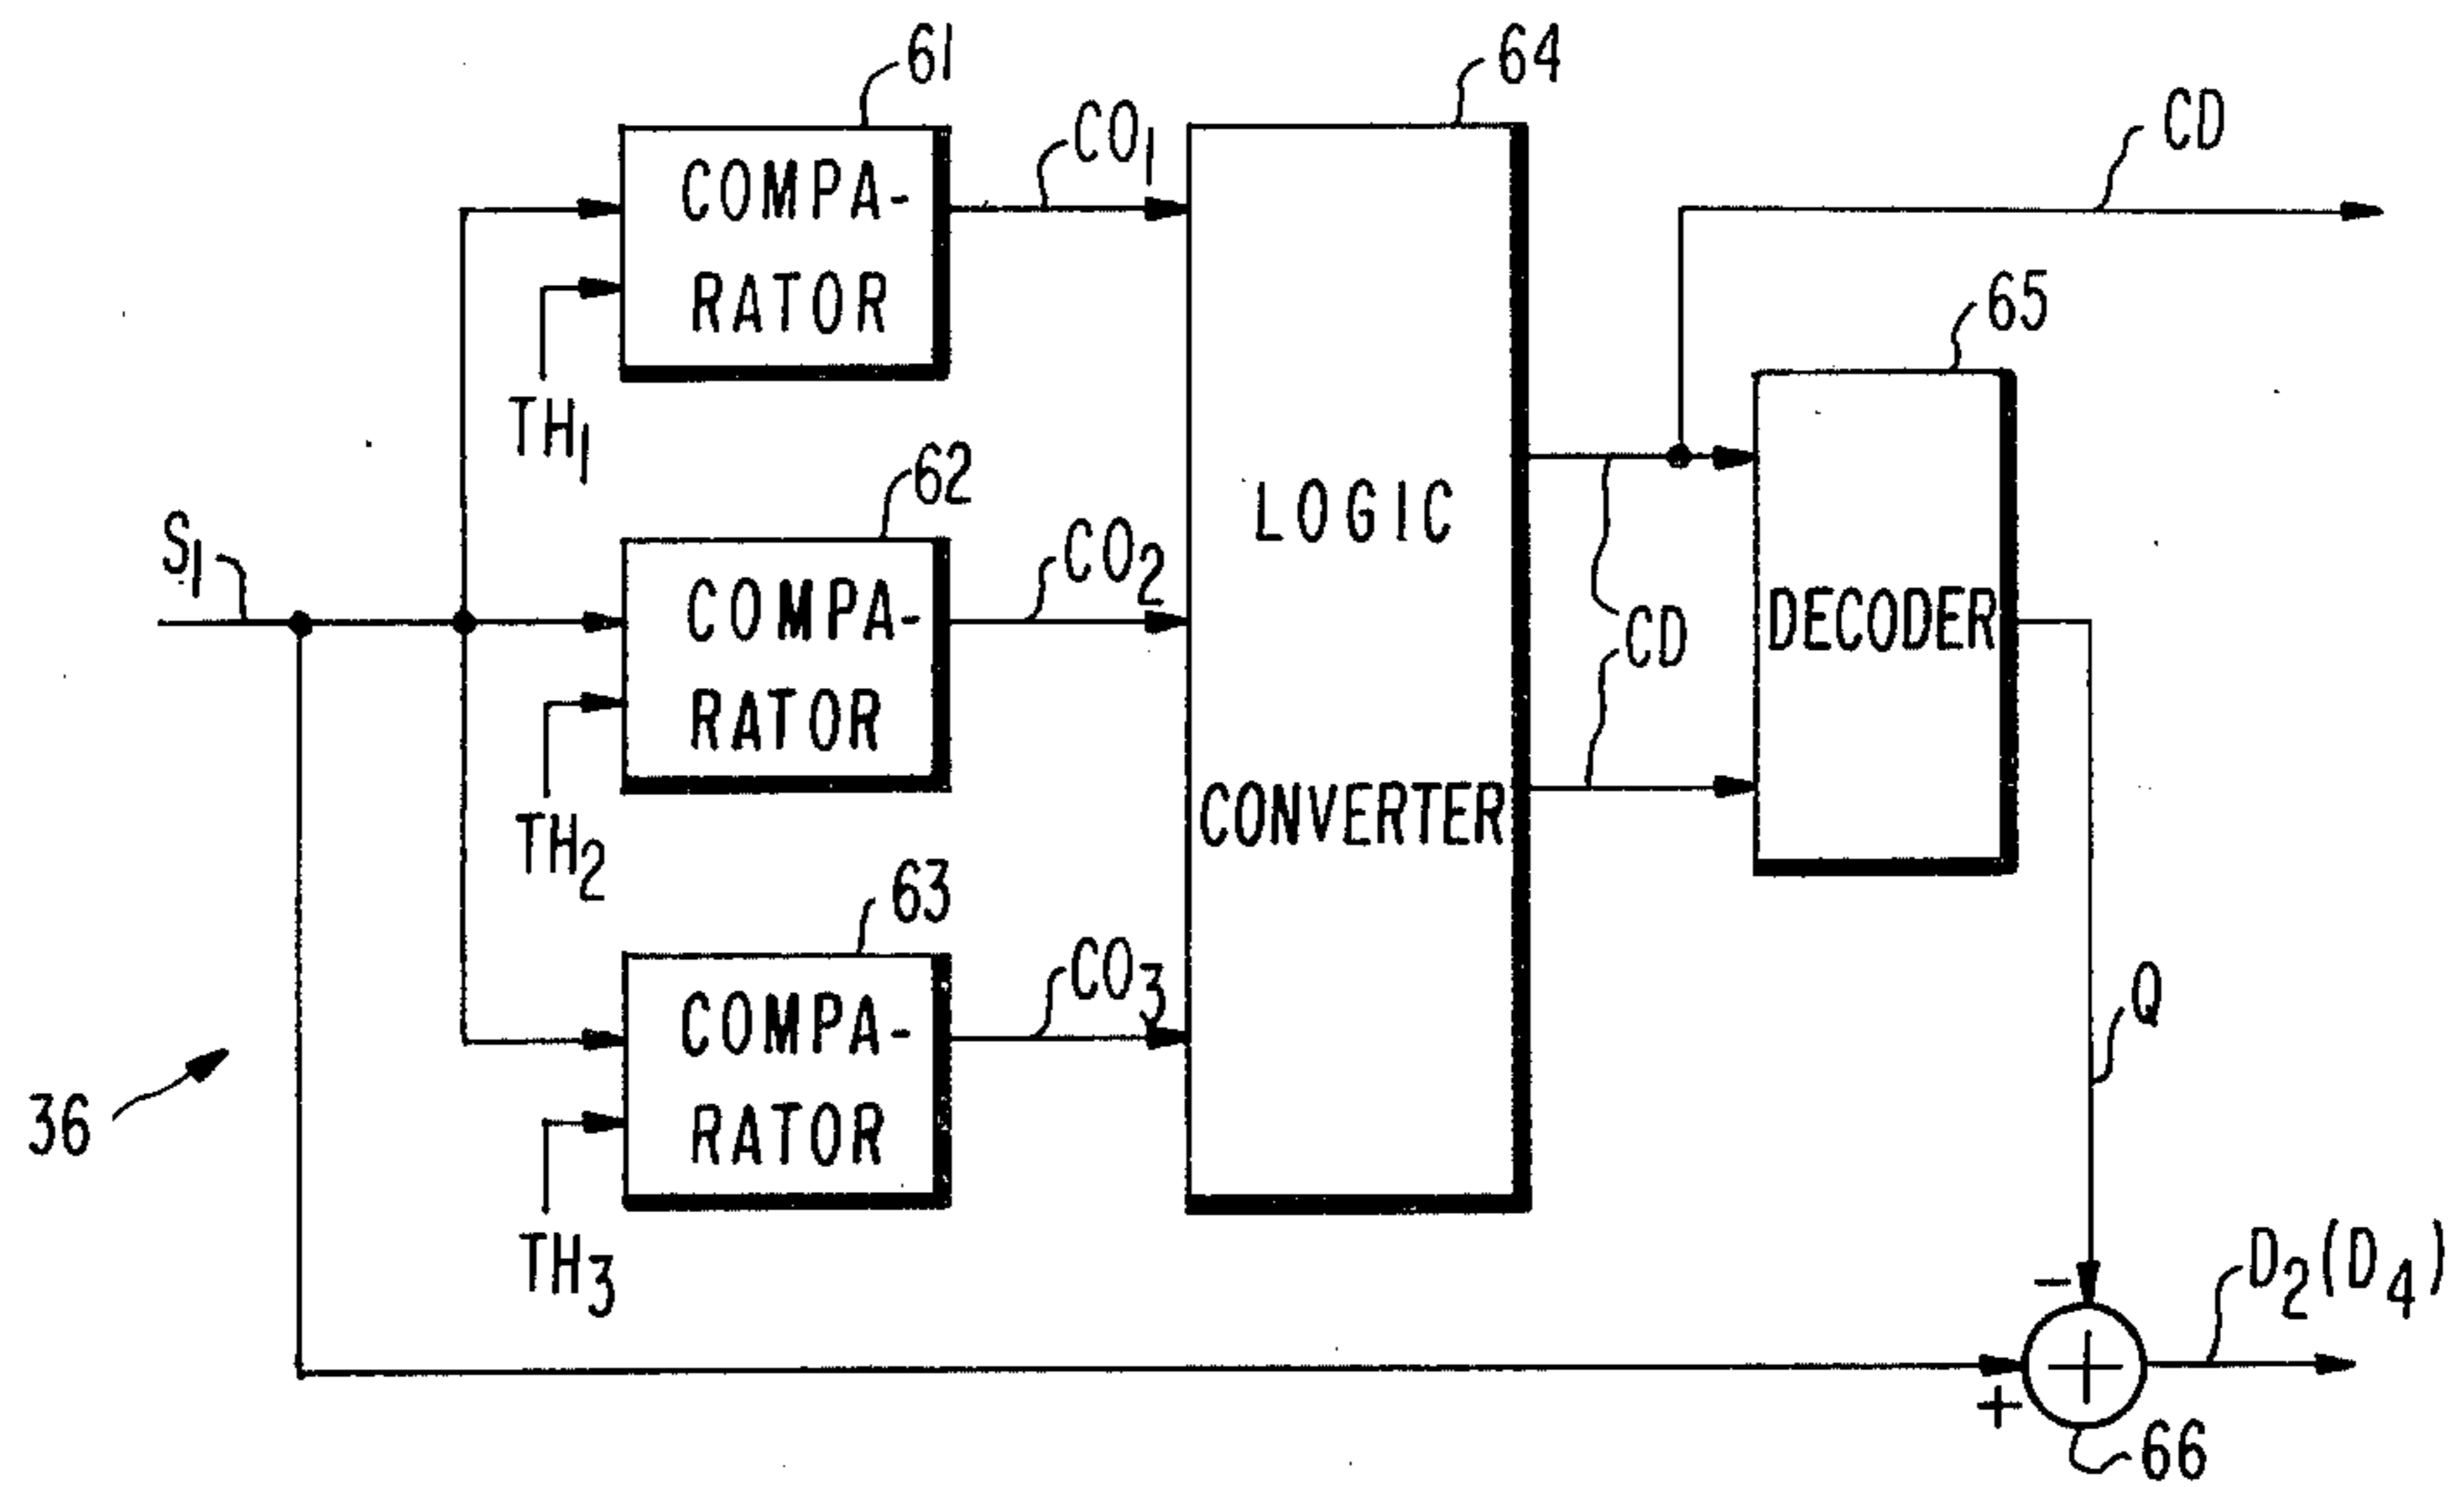 61
64
COMPA-
RATOR
CO1
CD
TH1
65
62
S1
COMPA-
RATOR
CO2
LOGIC
CONVERTER
CD
DECODER
TH2
63
COMPA-
RATOR
CO3
Q
36
TH3
D2(D4)
-
+
+
66